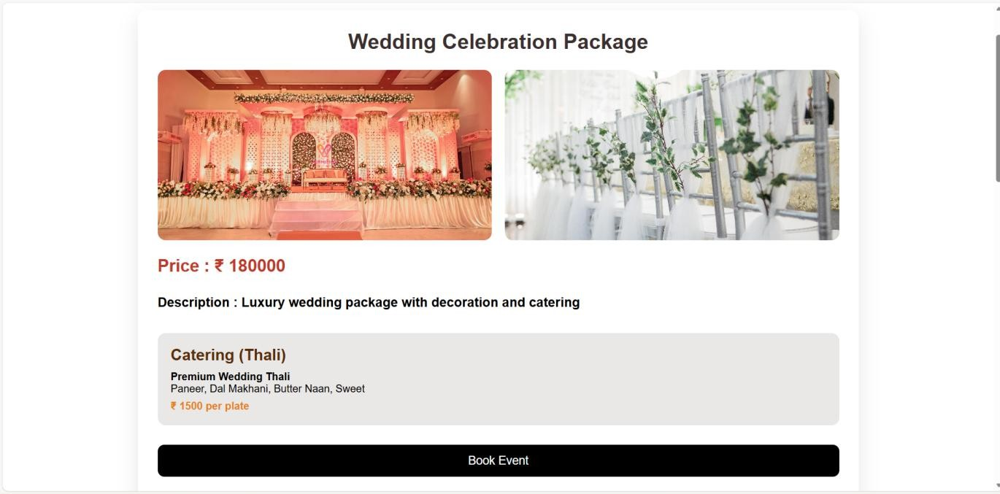 Wedding Celebration Package
Price : ₹ 180000
Description : Luxury wedding package with decoration and catering
Catering (Thali)
Premium Wedding Thali
Paneer, Dal Makhani, Butter Naan, Sweet
₹ 1500 per plate
Book Event